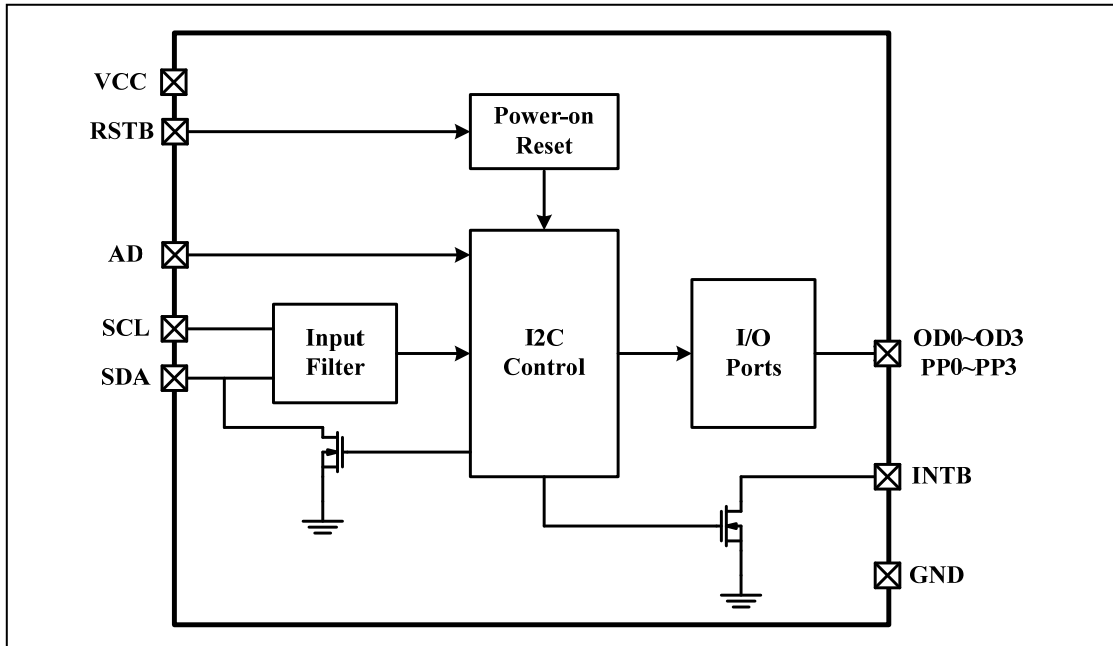 VCC
RSTB
Power-on
Reset
AD
SCL
SDA
Input
Filter
I2C
Control
I/O
Ports
OD0~OD3
PP0~PP3
INTB
GND